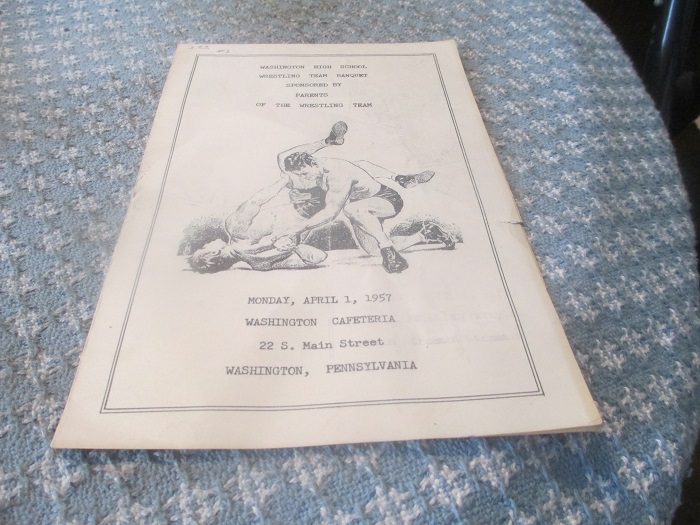 WASHINGTON HIGH SCHOOL
WRESTLING TEAM BANQUET
SPONSORED BY
PARENTS
OF THE WRESTLING TEAM
MONDAY, APRIL 1, 1957
WASHINGTON CAFETERIA
22 S. Main Street
WASHINGTON, PENNSYLVANIA